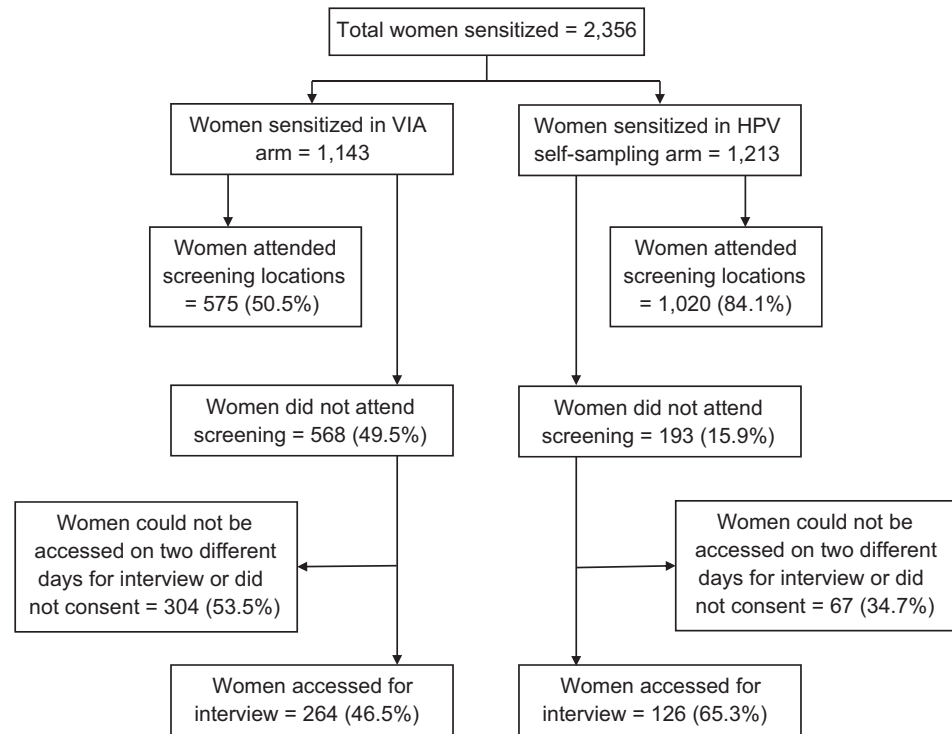 Total women sensitized = 2,356
Women sensitized in VIA
arm = 1,143
Women sensitized in HPV
self-sampling arm = 1,213
Women attended
screening locations
= 575 (50.5%)
Women attended
screening locations
= 1,020 (84.1%)
Women did not attend
screening = 568 (49.5%)
Women did not attend
screening = 193 (15.9%)
Women could not be
accessed on two different
days for interview or did
not consent = 304 (53.5%)
Women could not be
accessed on two different
days for interview or did
not consent = 67 (34.7%)
Women accessed for
interview = 264 (46.5%)
Women accessed for
interview = 126 (65.3%)